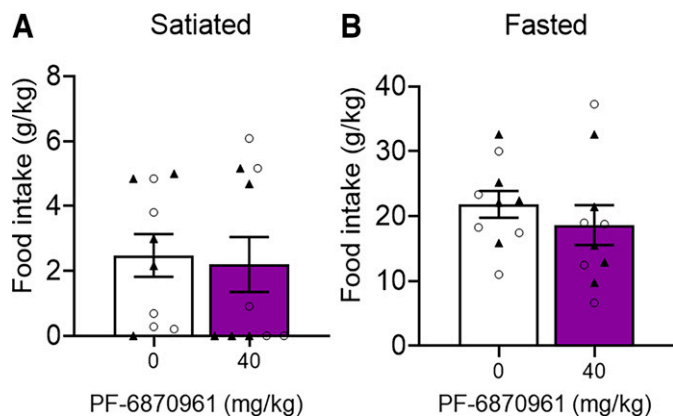 A
Satiated
Food intake (g/kg)
8
6
4
2
0
0
40
PF-6870961 (mg/kg)
B
Fasted
Food intake (g/kg)
40
30
20
10
0
0
40
PF-6870961 (mg/kg)